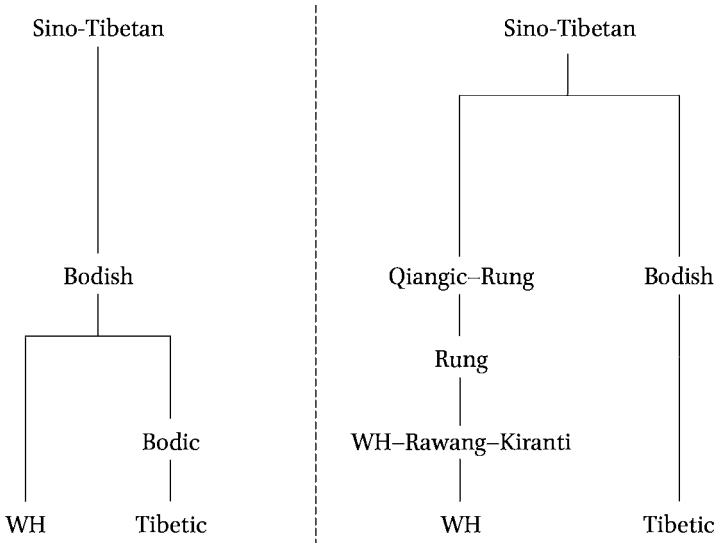 Sino-Tibetan
Bodish
Bodic
WH Tibetic
Sino-Tibetan
Qiangic–Rung Bodish
Rung
WH–Rawang–Kiranti
WH Tibetic